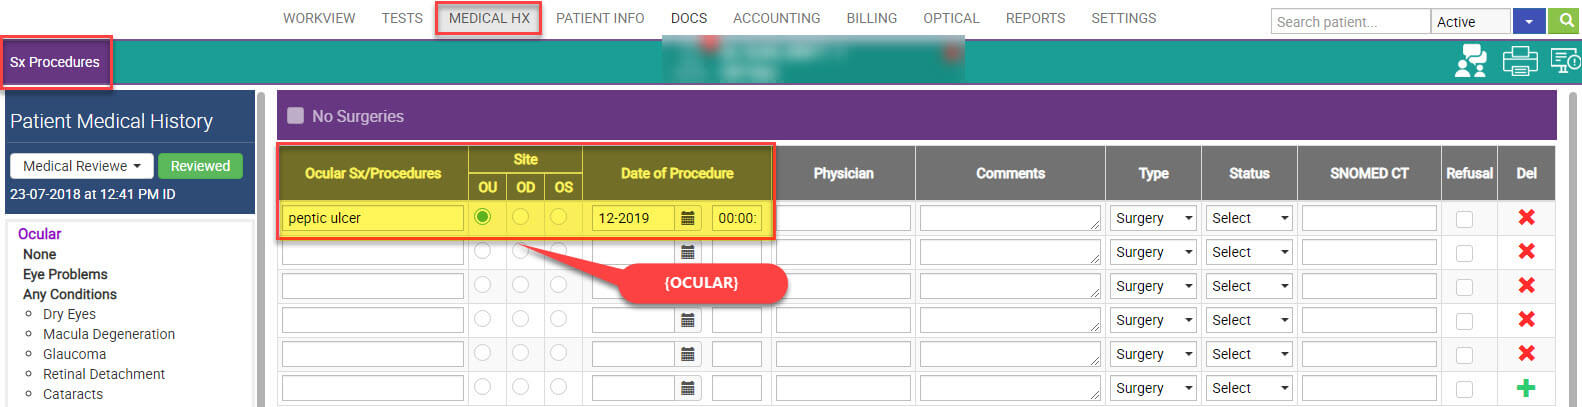 WORKVIEW TESTS MEDICAL HX PATIENT INFO DOCS ACCOUNTING BILLING OPTICAL REPORTS SETTINGS Search patient... Active
Sx Procedures
Patient Medical History
Medical Reviewe Reviewed
23-07-2018 at 12:41 PM ID
Ocular
None
Eye Problems
Any Conditions
Dry Eyes
Macula Degeneration
Glaucoma
Retinal Detachment
Cataracts
No Surgeries
Ocular Sx/Procedures Site Date of Procedure Physician Comments Type Status SNOMED CT Refusal Del
OU OD OS
peptic ulcer 12-2019 00:00: Surgery Select
Surgery Select
{OCULAR}
Surgery Select
Surgery Select
Surgery Select
Surgery Select